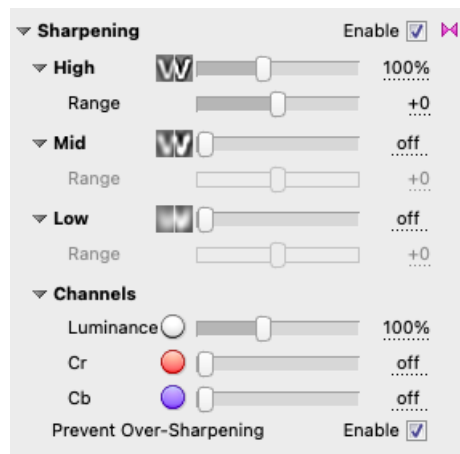 Sharpening Enable
High 100%
Range +0
Mid off
Range +0
Low off
Range +0
Channels
Luminance 100%
Cr off
Cb off
Prevent Over-Sharpening Enable